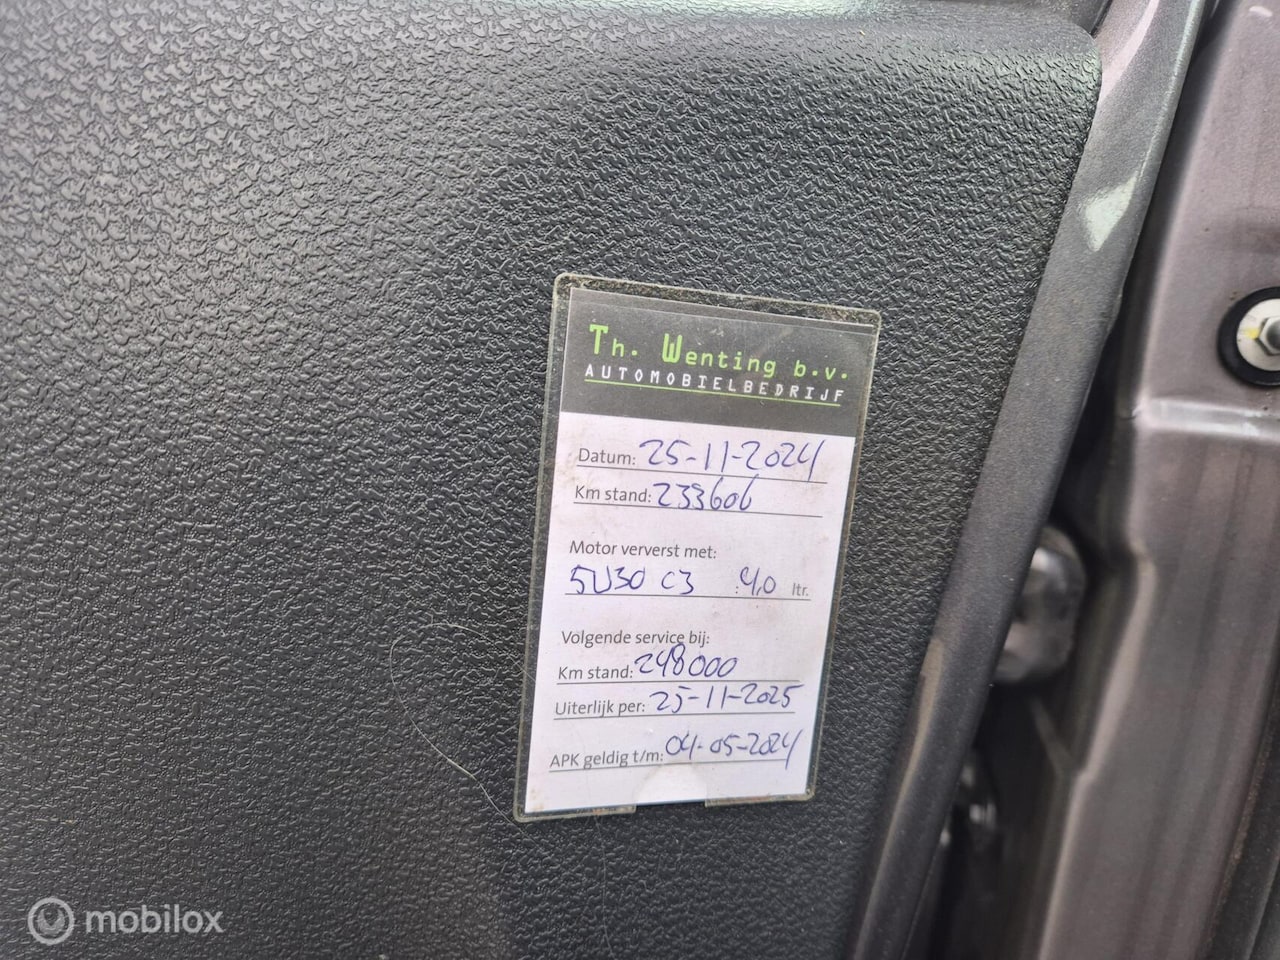 Th. Wenting b.v.
AUTOMOBIELBEDRIJF
Datum: 25-11-2024
Km stand: 233606
Motor ververst met:
5W30 C3 : 4,0 ltr.
Volgende service bij:
Km stand: 248000
Uiterlijk per: 25-11-2025
APK geldig t/m: 04-05-2024
mobilox